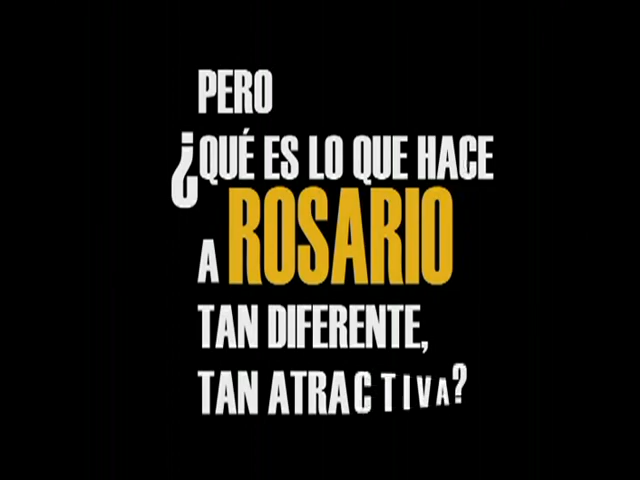 PERO
¿QUÉ ES LO QUE HACE
A ROSARIO
TAN DIFERENTE,
TAN ATRACTIVA?